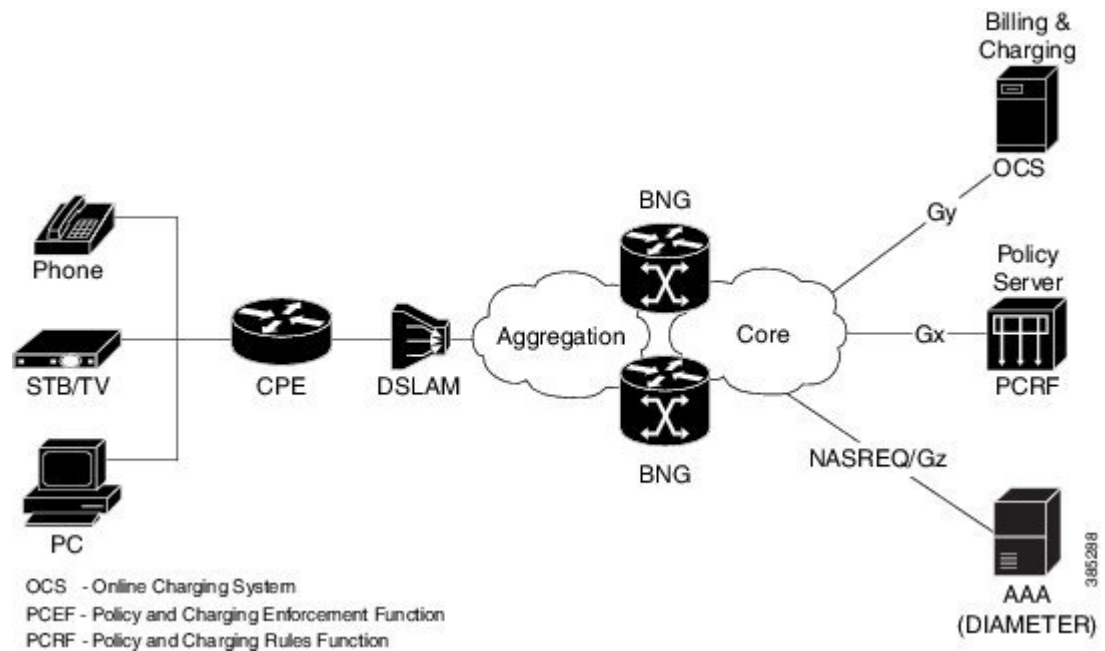 Billing &
Charging
OCS
Gy
BNG
Phone
Policy
Server
Aggregation
Core
Gx
STB/TV
CPE
DSLAM
PCRF
BNG
NASREQ/Gz
PC
385288
AAA
(DIAMETER)
OCS - Online Charging System
PCEF - Policy and Charging Enforcement Function
PCRF - Policy and Charging Rules Function